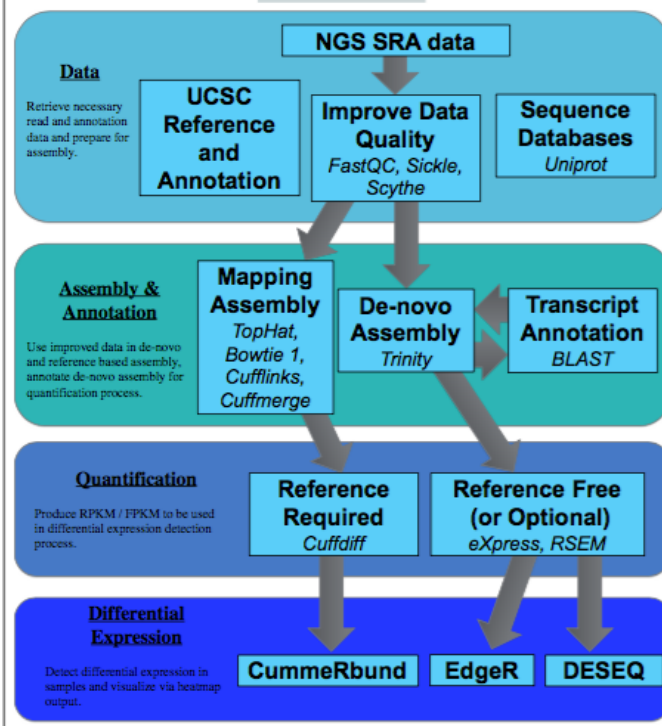 NGS SRA data
Data
Retrieve necessary
read and annotation
data and prepare for
assembly.
UCSC
Reference
and
Annotation
Improve Data
Quality
FastQC, Sickle,
Scythe
Sequence
Databases
Uniprot
Assembly &
Annotation
Use improved data in de-novo
and reference based assembly,
annotate de-novo assembly for
quantification process.
Mapping
Assembly
TopHat,
Bowtie 1,
Cufflinks,
Cuffmerge
De-novo
Assembly
Trinity
Transcript
Annotation
BLAST
Quantification
Produce RPKM / FPKM to be used
in differential expression detection
process.
Reference
Required
Cuffdiff
Reference Free
(or Optional)
eXpress, RSEM
Differential
Expression
Detect differential expression in
samples and visualize via heatmap
output.
CummeRbund
EdgeR
DESEQ